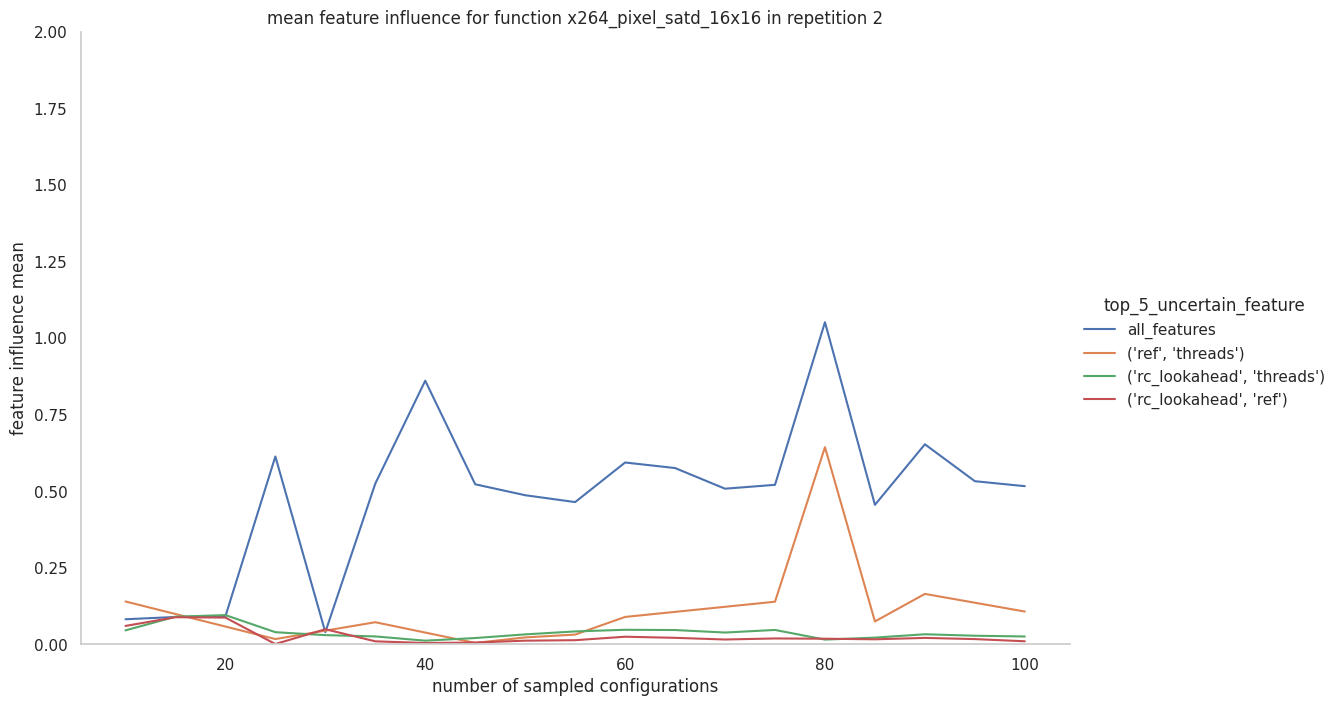 mean feature influence for function x264_pixel_satd_16x16 in repetition 2
2.00
1.75
1.50
1.25
1.00
0.75
0.50
0.25
0.00
feature influence mean
20
40
60
80
100
number of sampled configurations
top_5_uncertain_feature
all_features
('ref', 'threads')
('rc_lookahead', 'threads')
('rc_lookahead', 'ref')